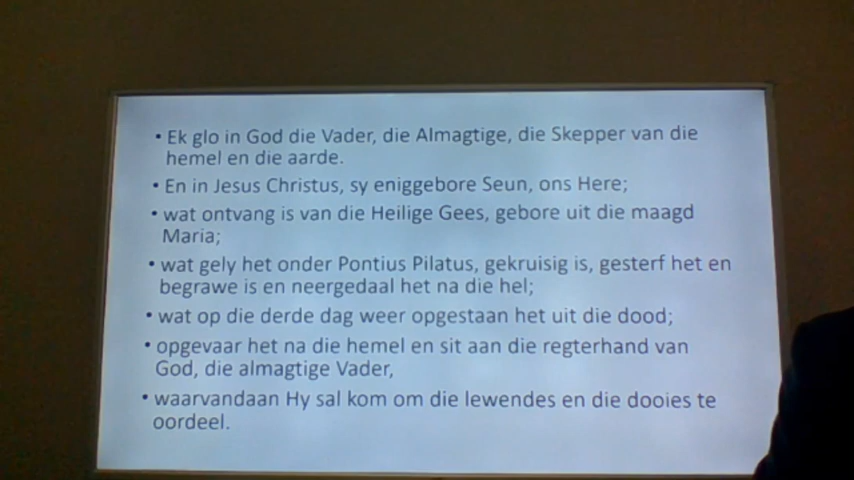 • Ek glo in God die Vader, die Almagtige, die Skepper van die
hemel en die aarde.
• En in Jesus Christus, sy eniggebore Seun, ons Here;
• wat ontvang is van die Heilige Gees, gebore uit die maagd
Maria;
• wat gely het onder Pontius Pilatus, gekruisig is, gesterf het en
begrawe is en neergedaal het na die hel;
• wat op die derde dag weer opgestaan het uit die dood;
• opgevaar het na die hemel en sit aan die regterhand van
God, die almagtige Vader,
• waarvandaan Hy sal kom om die lewendes en die dooies te
oordeel.